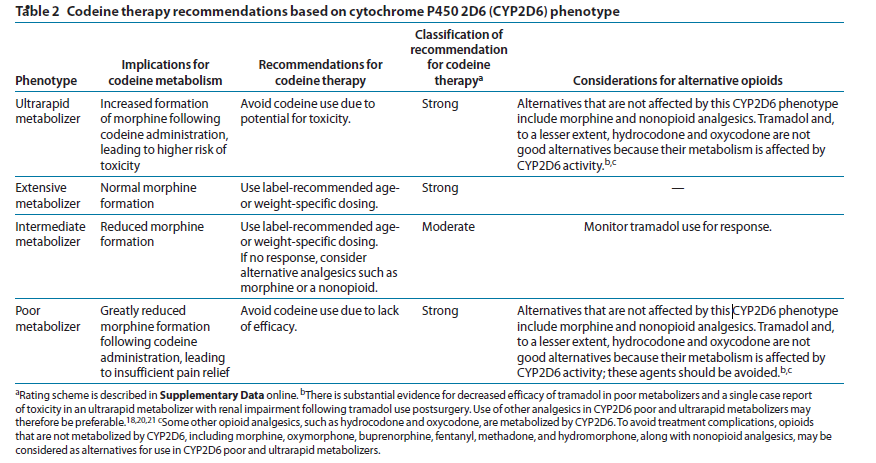 Table 2 Codeine therapy recommendations based on cytochrome P450 2D6 (CYP2D6) phenotype
Phenotype
Implications for
codeine metabolism
Recommendations for
codeine therapy
Classification of
recommendation
for codeine
therapyᵃ
Considerations for alternative opioids
Ultrarapid
metabolizer
Increased formation
of morphine following
codeine administration,
leading to higher risk of
toxicity
Avoid codeine use due to
potential for toxicity.
Strong
Alternatives that are not affected by this CYP2D6 phenotype
include morphine and nonopioid analgesics. Tramadol and,
to a lesser extent, hydrocodone and oxycodone are not
good alternatives because their metabolism is affected by
CYP2D6 activity.ᵇ,ᶜ
Extensive
metabolizer
Normal morphine
formation
Use label-recommended age-
or weight-specific dosing.
Strong
—
Intermediate
metabolizer
Reduced morphine
formation
Use label-recommended age-
or weight-specific dosing.
If no response, consider
alternative analgesics such as
morphine or a nonopioid.
Moderate
Monitor tramadol use for response.
Poor
metabolizer
Greatly reduced
morphine formation
following codeine
administration, leading
to insufficient pain relief
Avoid codeine use due to lack
of efficacy.
Strong
Alternatives that are not affected by this CYP2D6 phenotype
include morphine and nonopioid analgesics. Tramadol and,
to a lesser extent, hydrocodone and oxycodone are not
good alternatives because their metabolism is affected by
CYP2D6 activity; these agents should be avoided.ᵇ,ᶜ
ᵃRating scheme is described in Supplementary Data online. ᵇThere is substantial evidence for decreased efficacy of tramadol in poor metabolizers and a single case report
of toxicity in an ultrarapid metabolizer with renal impairment following tramadol use postsurgery. Use of other analgesics in CYP2D6 poor and ultrarapid metabolizers may
therefore be preferable.¹⁸,²⁰,²¹ ᶜSome other opioid analgesics, such as hydrocodone and oxycodone, are metabolized by CYP2D6. To avoid treatment complications, opioids
that are not metabolized by CYP2D6, including morphine, oxymorphone, buprenorphine, fentanyl, methadone, and hydromorphone, along with nonopioid analgesics, may be
considered as alternatives for use in CYP2D6 poor and ultrarapid metabolizers.